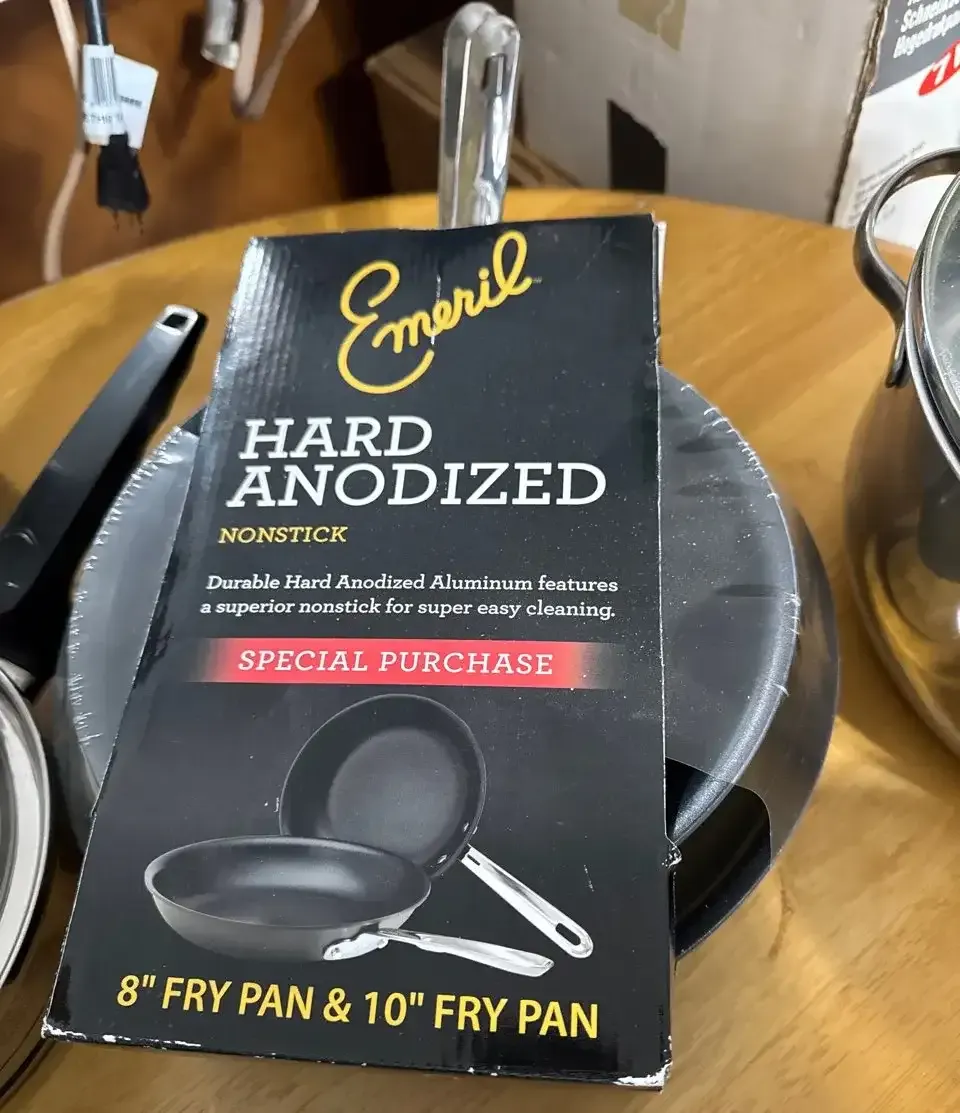 Emeril
HARD
ANODIZED
NONSTICK
Durable Hard Anodized Aluminum features
a superior nonstick for super easy cleaning.
SPECIAL PURCHASE
8" FRY PAN & 10" FRY PAN